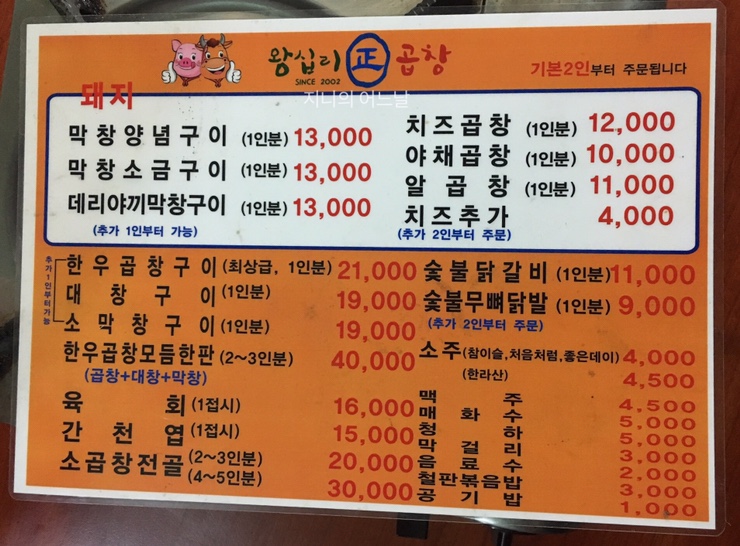 왕십리 正 곱창
SINCE 2002
기본2인부터 주문됩니다
지니의 어느날
돼지
막창양념구이 (1인분) 13,000
막창소금구이 (1인분) 13,000
데리야끼막창구이 (1인분) 13,000
(추가 1인부터 가능)
치즈곱창 (1인분) 12,000
야채곱창 (1인분) 10,000
알곱창 (1인분) 11,000
치즈추가 4,000
(추가 2인부터 주문)
추가1인부터가능
한우곱창구이 (최상급, 1인분) 21,000
대창구이 (1인분) 19,000
소막창구이 (1인분) 19,000
한우곱창모듬한판 (2~3인분) 40,000
(곱창+대창+막창)
육회 (1접시) 16,000
간천엽 (1접시) 15,000
소곱창전골 (2~3인분) 20,000
(4~5인분) 30,000
숯불닭갈비 (1인분) 11,000
숯불무뼈닭발 (1인분) 9,000
(추가 2인부터 주문)
소주 (참이슬,처음처럼,좋은데이) 4,000
(한라산) 4,500
맥주 4,500
매화수 5,000
청하 5,000
막걸리 3,000
음료수 2,000
철판볶음밥 3,000
공기밥 1,000